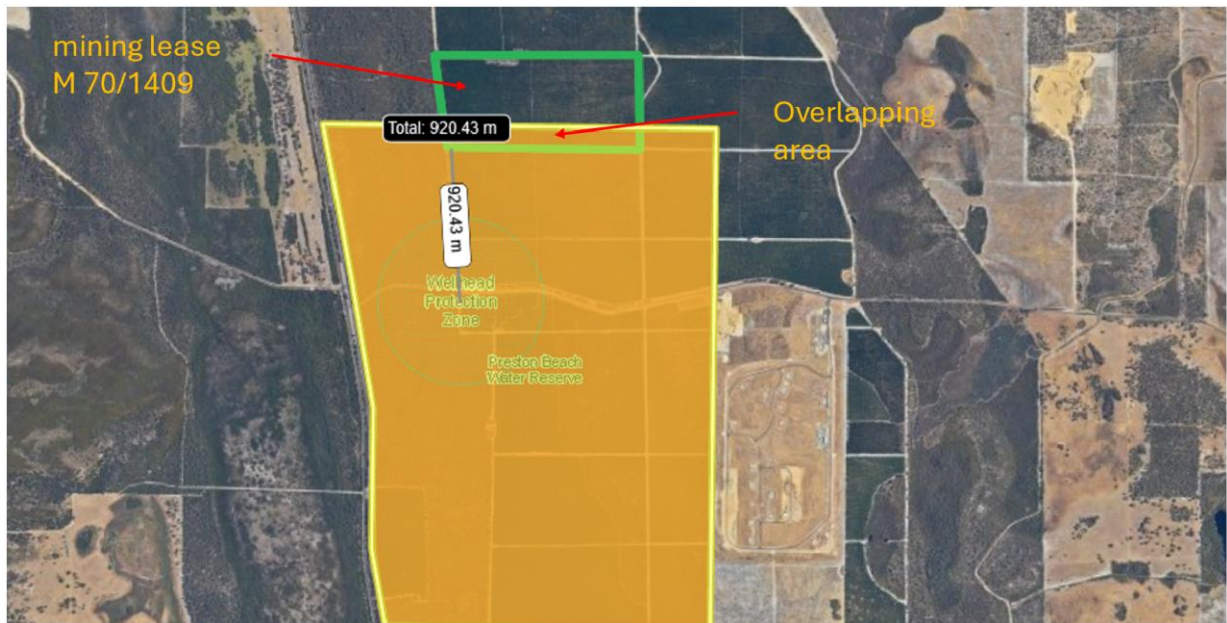 mining lease
M 70/1409
Total: 920.43 m
Overlapping
area
920.43 m
Wellhead
Protection
Zone
Preston Beach
Water Reserve